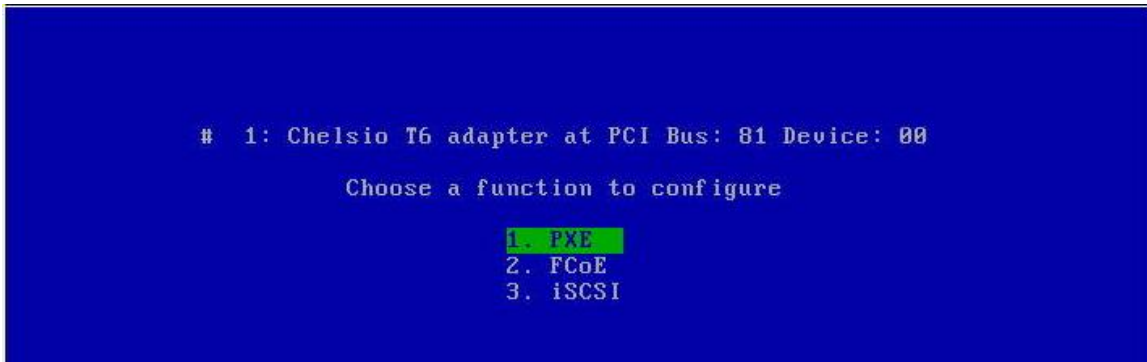 # 1: Chelsio T6 adapter at PCI Bus: 81 Device: 00
Choose a function to configure
1. PXE
2. FCoE
3. iSCSI